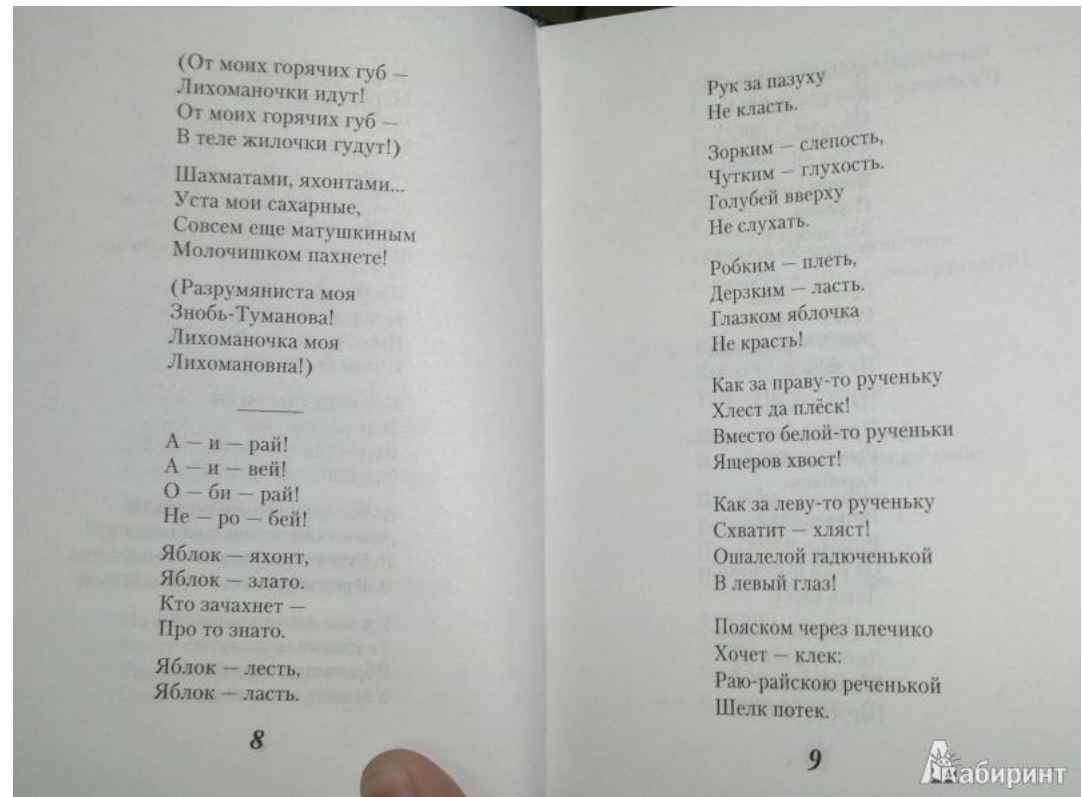 (От моих горячих губ —
Лихоманочки идут!
От моих горячих губ —
В теле жилочки гудут!)
Шахматами, яхонтами...
Уста мои сахарные,
Совсем еще матушкиным
Молочишком пахнете!
(Разрумяниста моя
Знобь-Туманова!
Лихоманочка моя
Лихомановна!)
А — и — рай!
А — и — вей!
О — би — рай!
Не — ро — бей!
Яблок — яхонт,
Яблок — злато.
Кто зачахнет —
Про то знато.
Яблок — лесть,
Яблок — ласть.
8
Рук за пазуху
Не класть.
Зорким — слепость,
Чутким — глухость.
Голубей вверху
Не слухать.
Робким — плеть,
Дерзким — ласть.
Глазком яблочка
Не красть!
Как за праву-то рученьку
Хлест да плёск!
Вместо белой-то рученьки
Ящеров хвост!
Как за леву-то рученьку
Схватит — хляст!
Ошалелой гадюченькой
В левый глаз!
Пояском через плечико
Хочет — клек:
Раю-райскою реченькой
Шелк потек.
9
Лабиринт